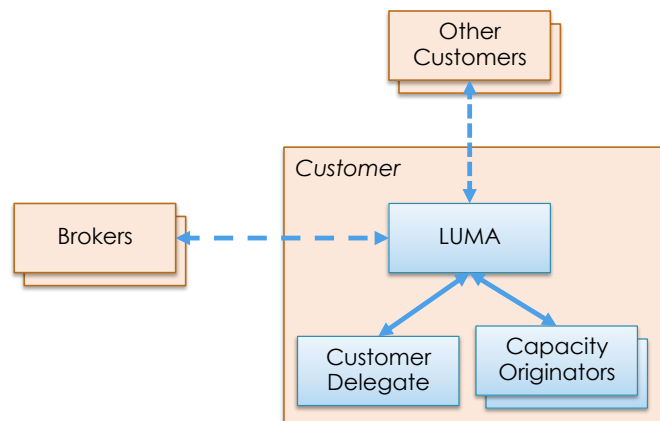 Other
Customers
Customer
Brokers
LUMA
Customer
Delegate
Capacity
Originators